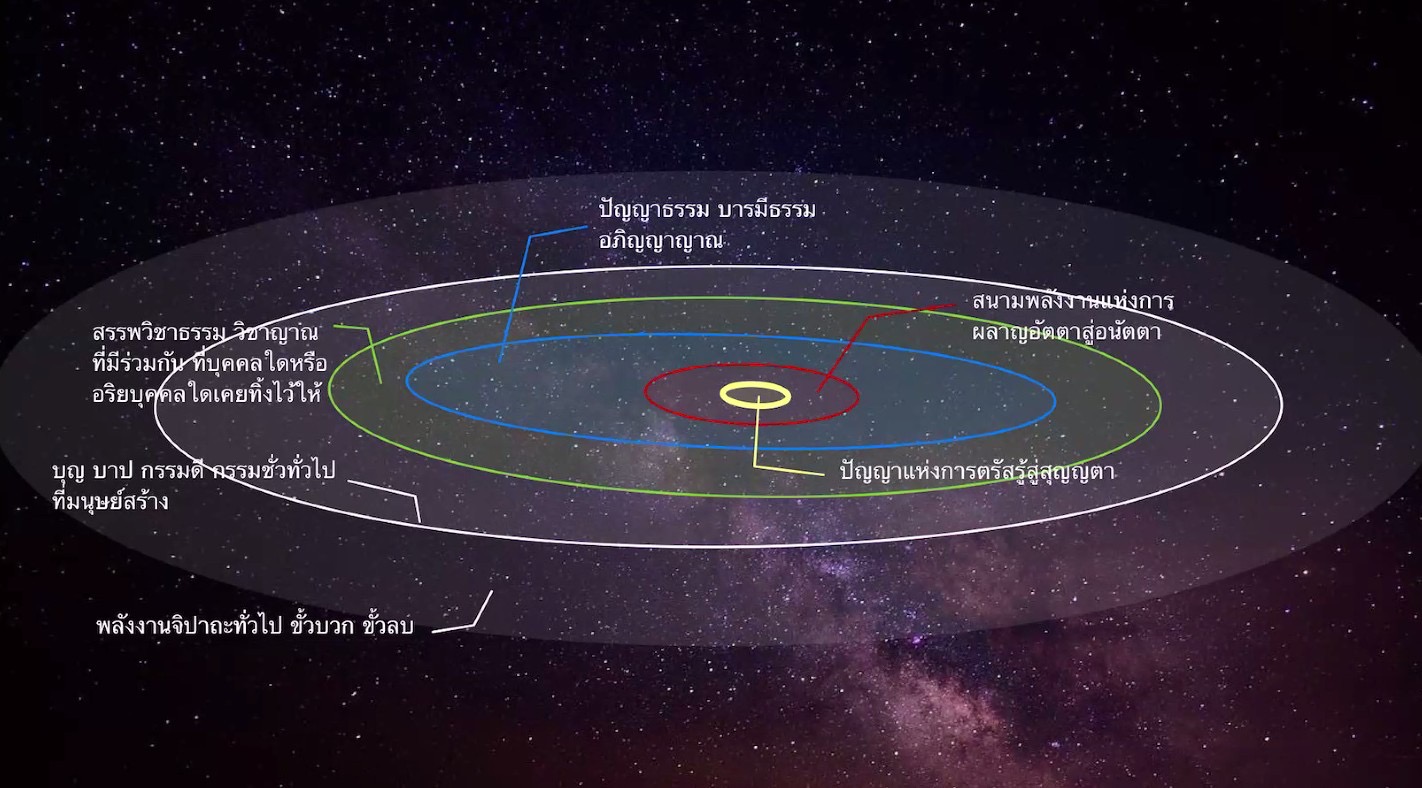 ปัญญาธรรม บารมีธรรม
อภิญญาญาณ
สนามพลังงานแห่งการ
ผลาญอัตตาสู่อนัตตา
สรรพวิชาธรรม วิชาญาณ
ที่มีร่วมกัน ที่บุคคลใดหรือ
อริยบุคคลใดเคยทิ้งไว้ให้
บุญ บาป กรรมดี กรรมชั่วทั่วไป
ที่มนุษย์สร้าง
ปัญญาแห่งการตรัสรู้สู่สุญญตา
พลังงานจิปาถะทั่วไป ขั้วบวก ขั้วลบ